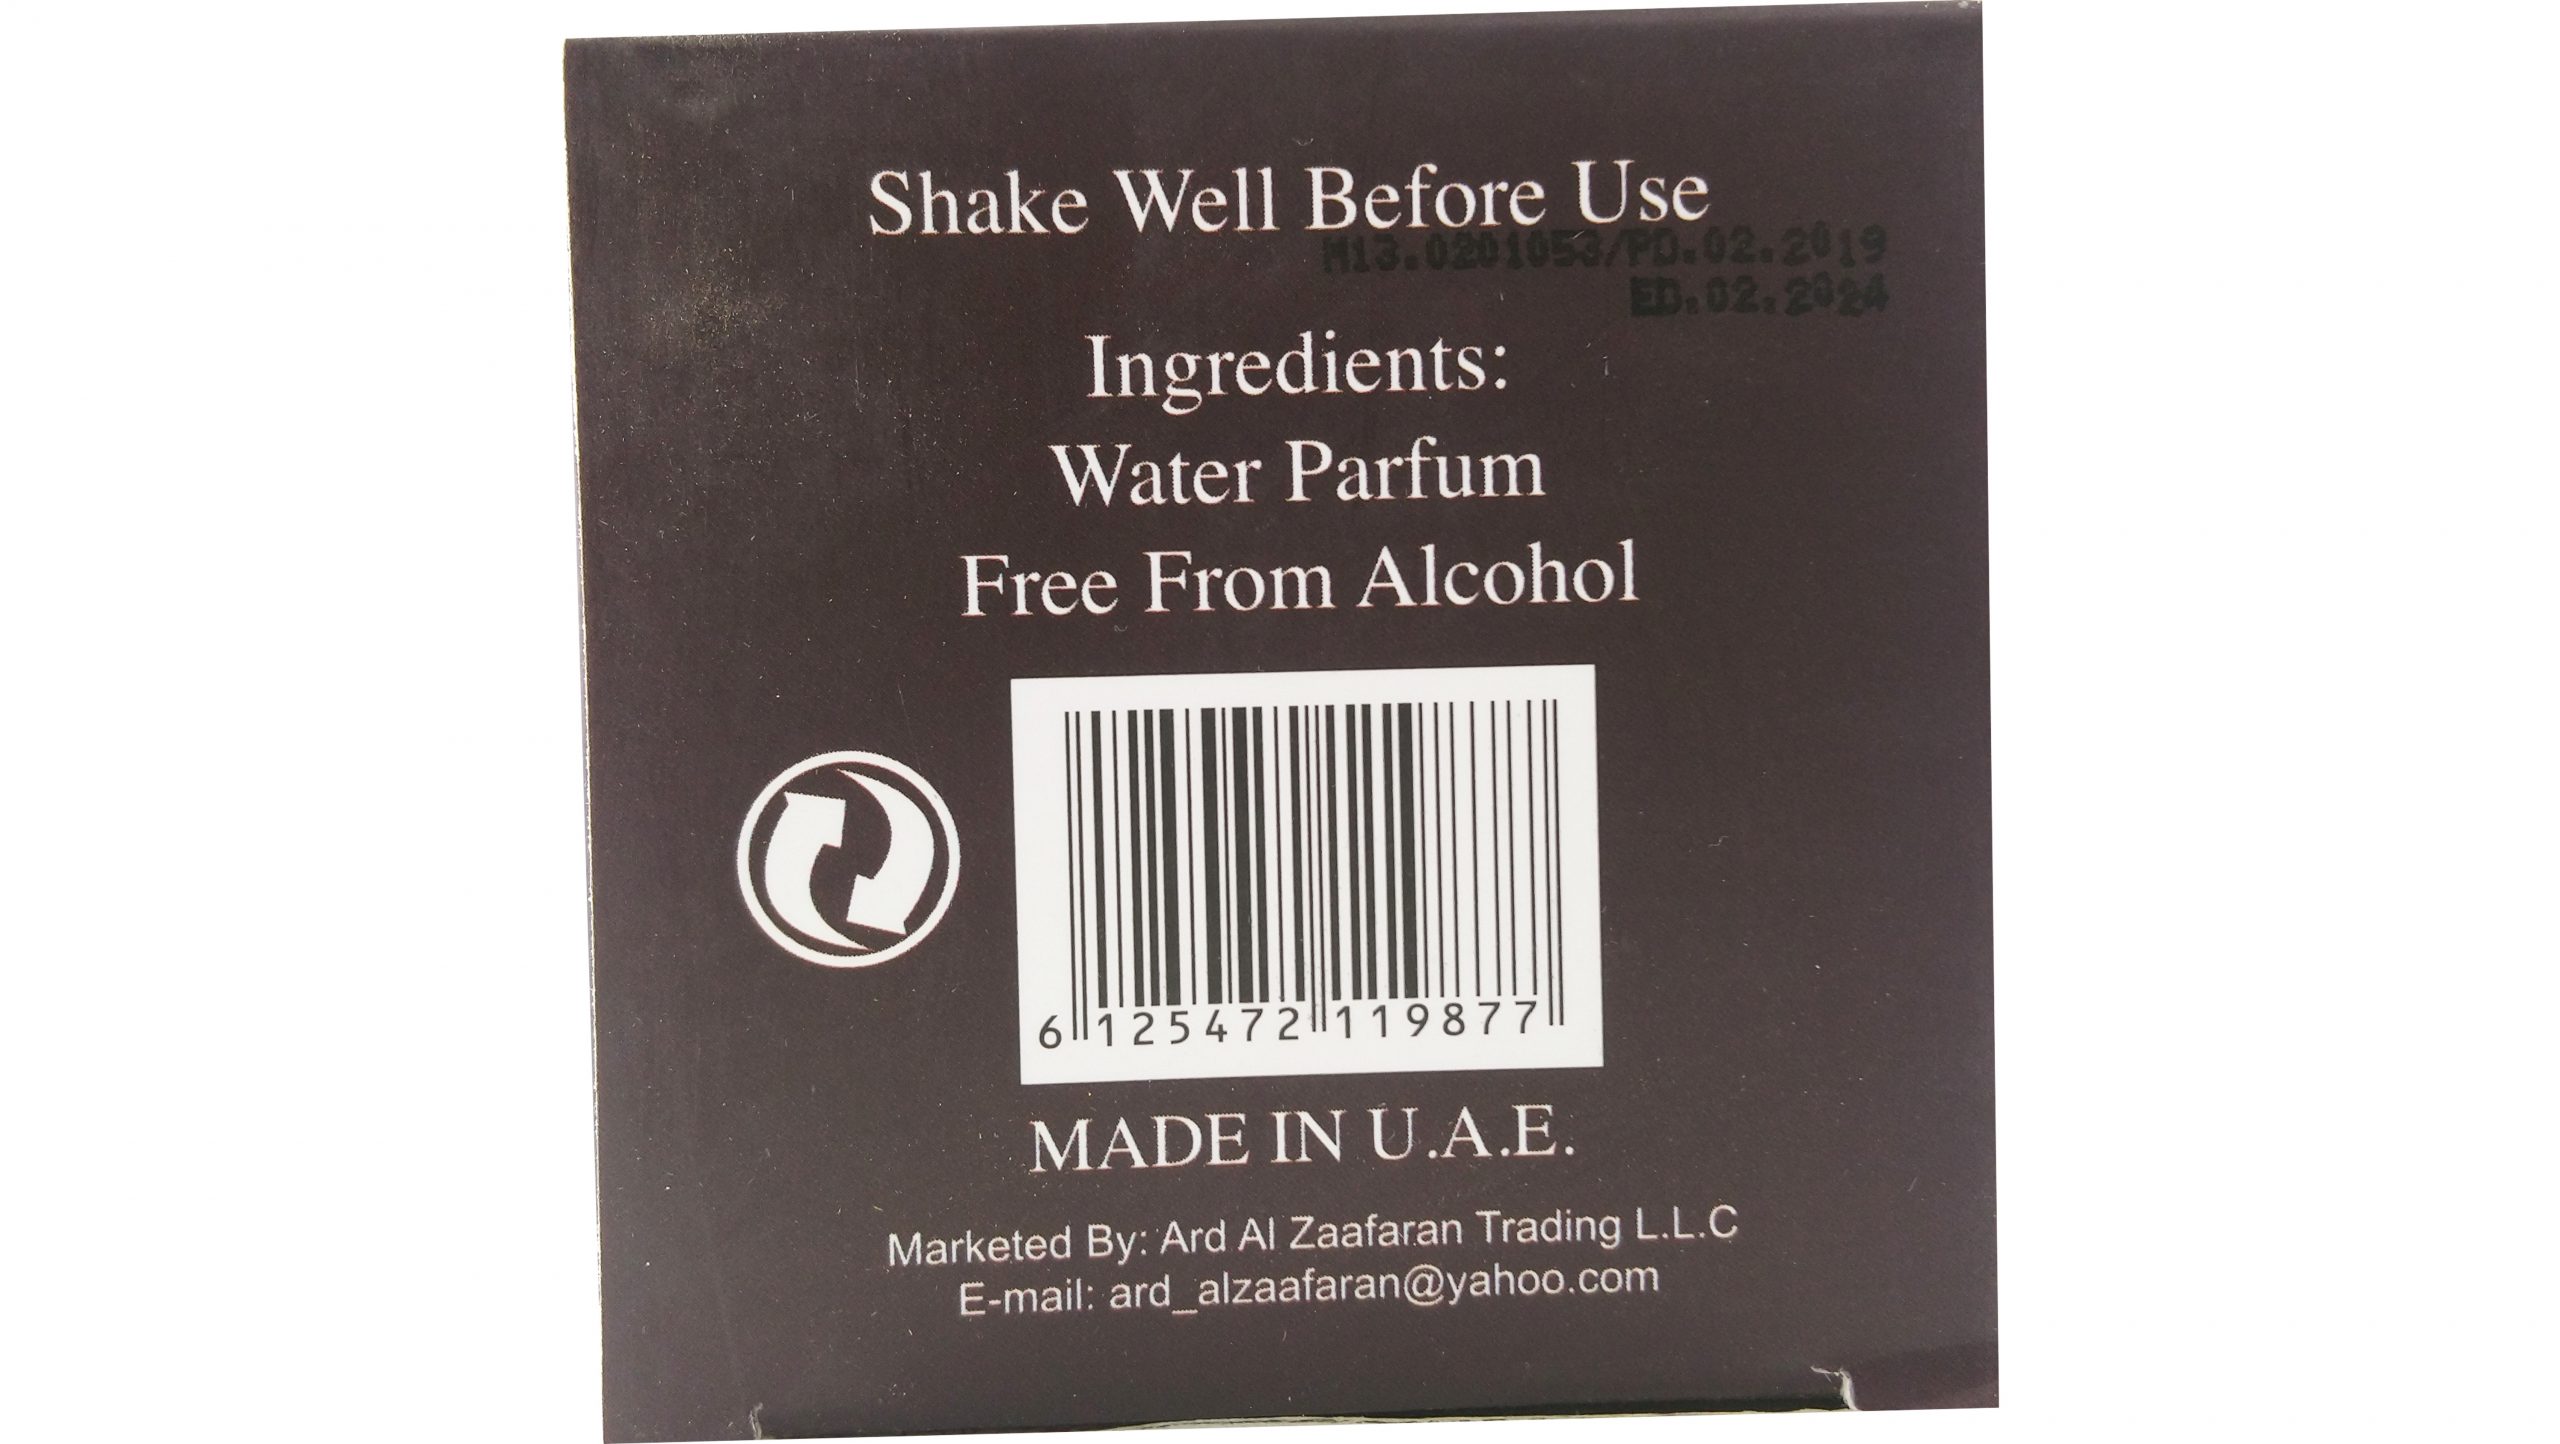 Shake Well Before Use
M13.0201053/PD.02.2019
ED.02.2024
Ingredients:
Water Parfum
Free From Alcohol
6 125472 119877
MADE IN U.A.E.
Marketed By: Ard Al Zaafaran Trading L.L.C
E-mail: ard_alzaafaran@yahoo.com